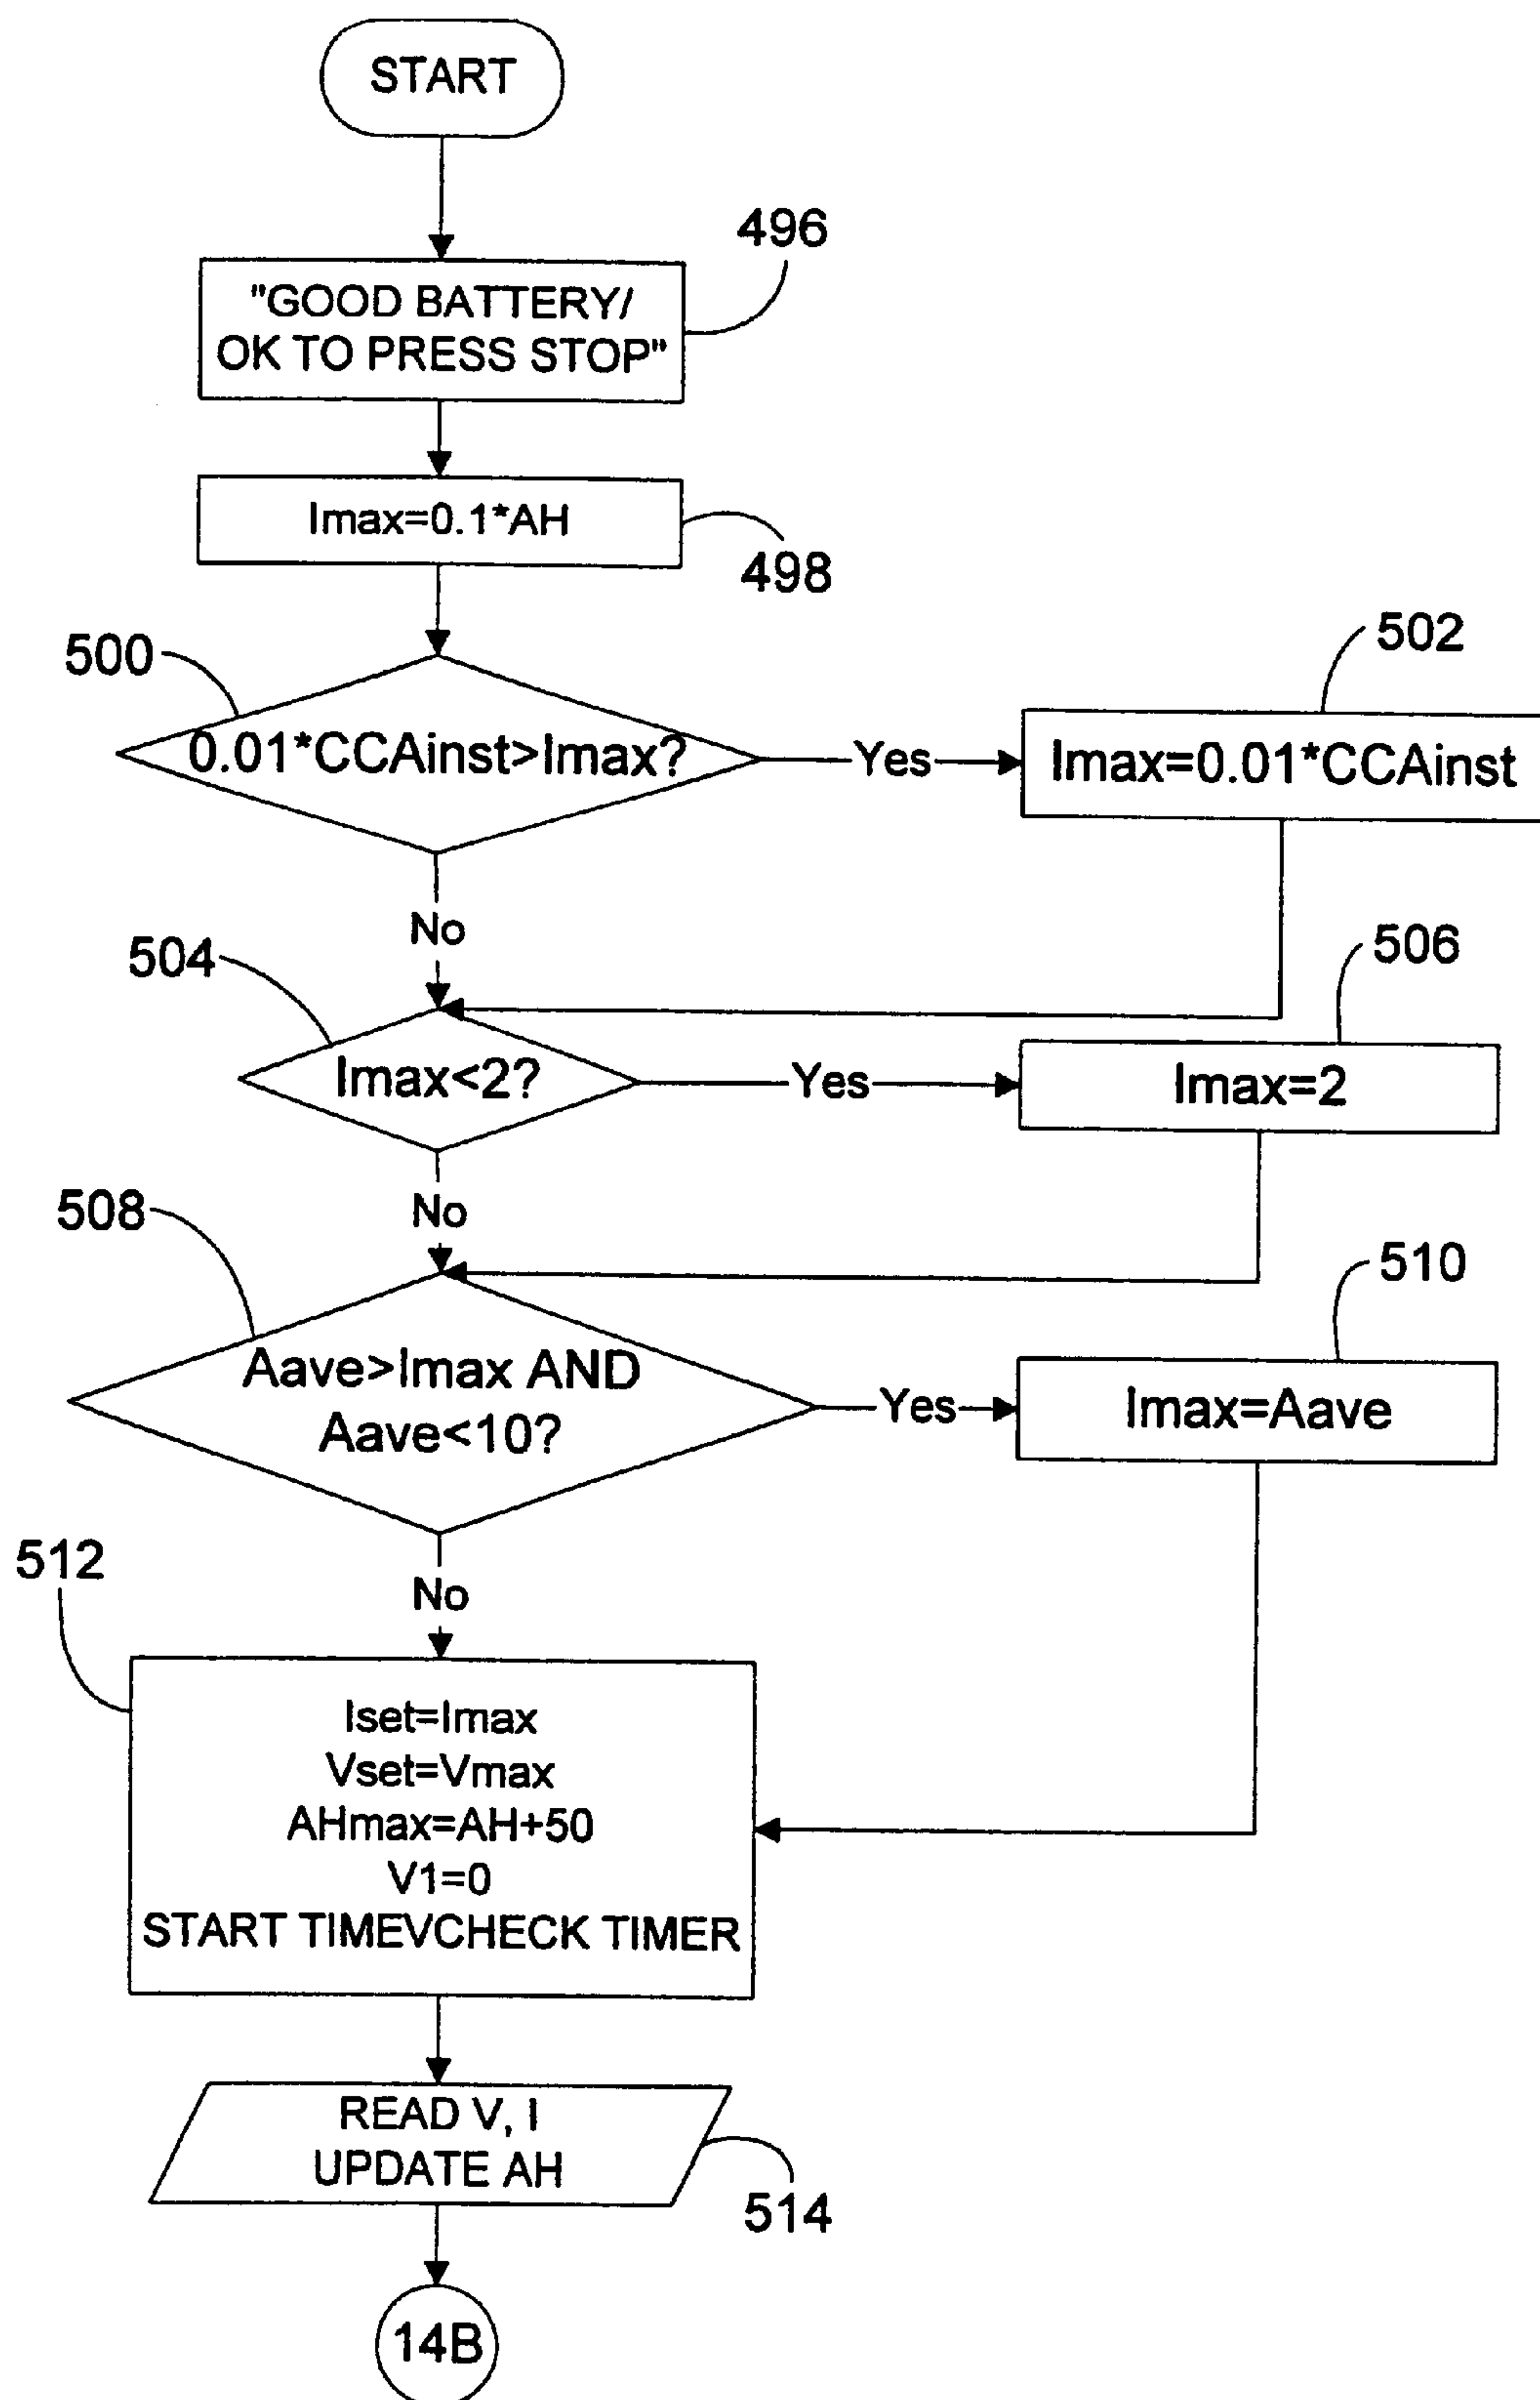 START
496
"GOOD BATTERY/
OK TO PRESS STOP"
Imax=0.1*AH
498
500
502
0.01*CCAinst>Imax?
Yes
Imax=0.01*CCAinst
No
504
506
Imax<2?
Yes
Imax=2
No
508
510
Aave>Imax AND
Aave<10?
Yes
Imax=Aave
512
No
Iset=Imax
Vset=Vmax
AHmax=AH+50
V1=0
START TIMEVCHECK TIMER
READ V, I
UPDATE AH
514
14B